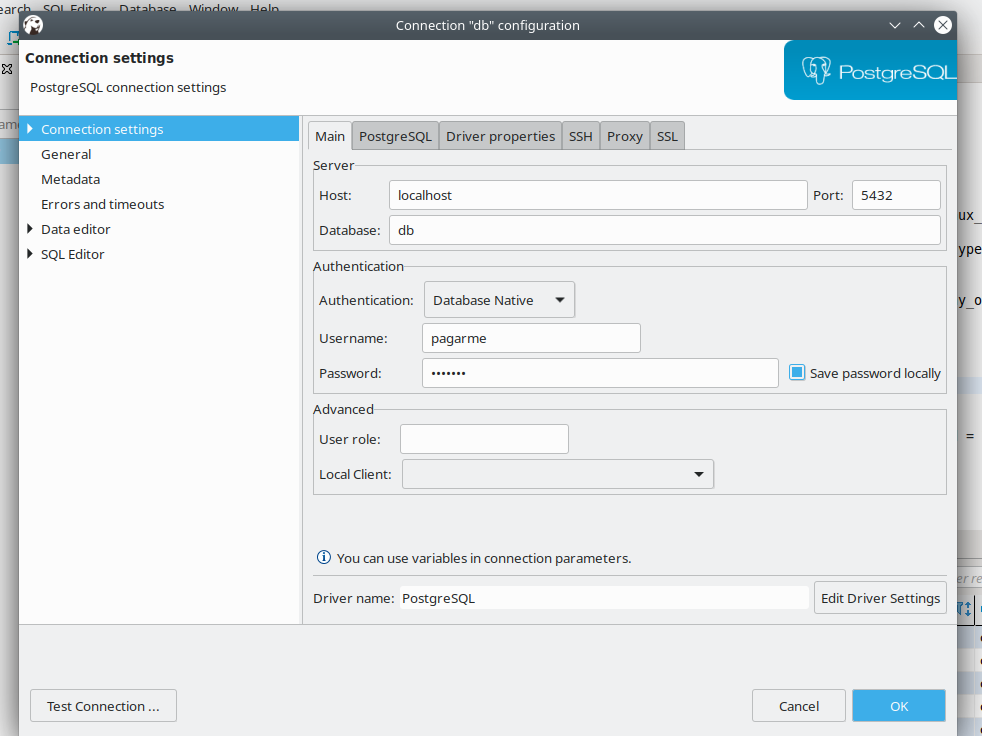 Search SQL Editor Database Window Help
Connection "db" configuration
Connection settings
PostgreSQL connection settings
PostgreSQL
Connection settings
General
Metadata
Errors and timeouts
Data editor
SQL Editor
Main PostgreSQL Driver properties SSH Proxy SSL
Server
Host: localhost Port: 5432
Database: db
Authentication
Authentication: Database Native
Username: pagarme
Password: •••••••
Save password locally
Advanced
User role:
Local Client:
You can use variables in connection parameters.
Driver name: PostgreSQL Edit Driver Settings
Test Connection ... Cancel OK